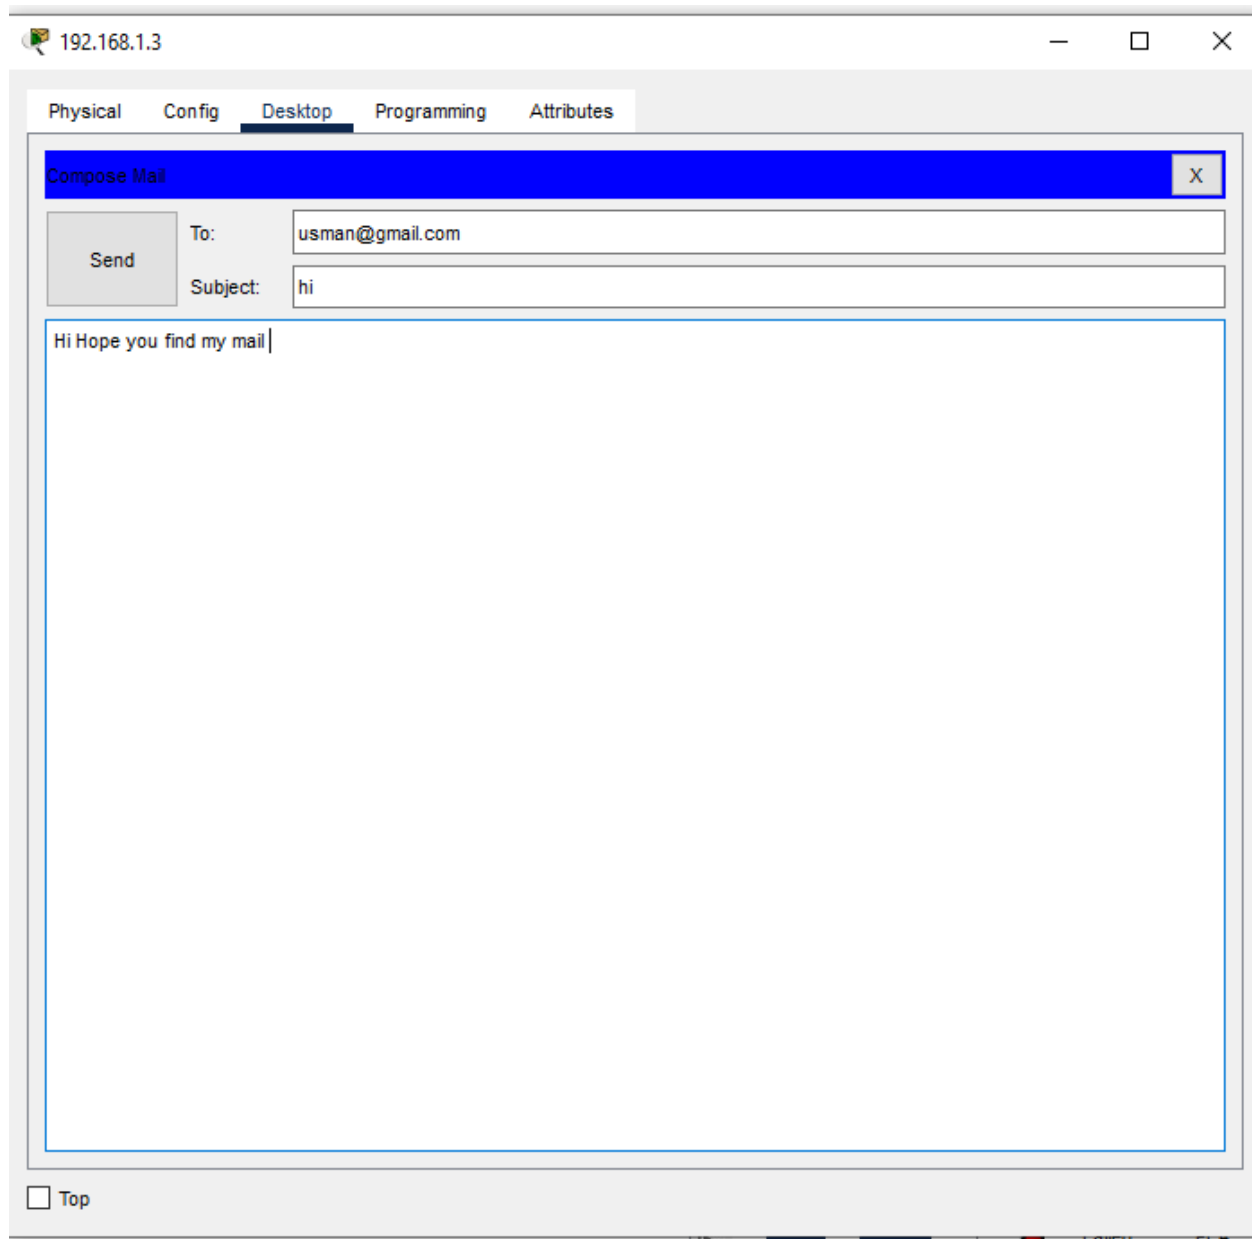 192.168.1.3
Physical Config Desktop Programming Attributes
Compose Mail X
Send
To: usman@gmail.com
Subject: hi
Hi Hope you find my mail
Top